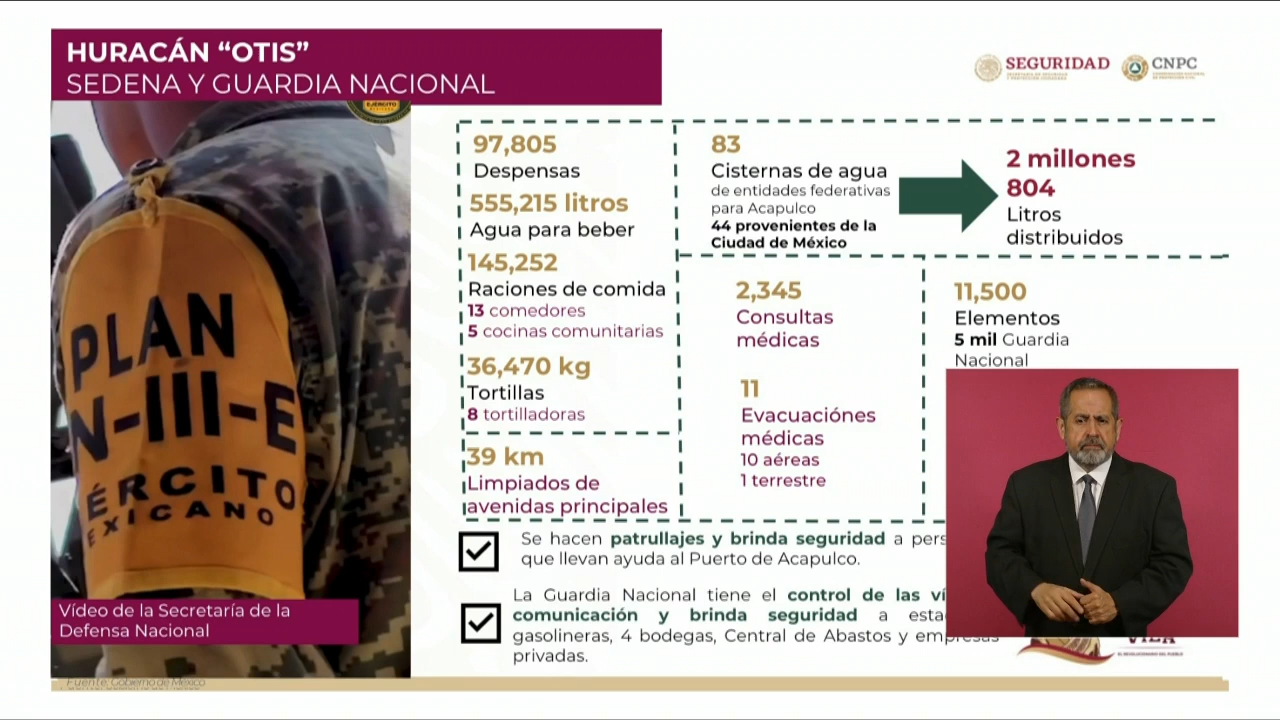 HURACÁN “OTIS”
SEDENA Y GUARDIA NACIONAL
SEGURIDAD
CNPC
EJÉRCITO
PLAN
N-III-E
EJÉRCITO
MEXICANO
Vídeo de la Secretaría de la
Defensa Nacional
97,805
Despensas
555,215 litros
Agua para beber
145,252
Raciones de comida
13 comedores
5 cocinas comunitarias
36,470 kg
Tortillas
8 tortilladoras
39 km
Limpiados de
avenidas principales
83
Cisternas de agua
de entidades federativas
para Acapulco
44 provenientes de la
Ciudad de México
2 millones
804
Litros
distribuidos
2,345
Consultas
médicas
11
Evacuaciónes
médicas
10 aéreas
1 terrestre
11,500
Elementos
5 mil Guardia
Nacional
Se hacen patrullajes y brinda seguridad a pers
que llevan ayuda al Puerto de Acapulco.
La Guardia Nacional tiene el control de las ví
comunicación y brinda seguridad a esta
gasolineras, 4 bodegas, Central de Abastos y empresas
privadas.
Fuente: Gobierno de México